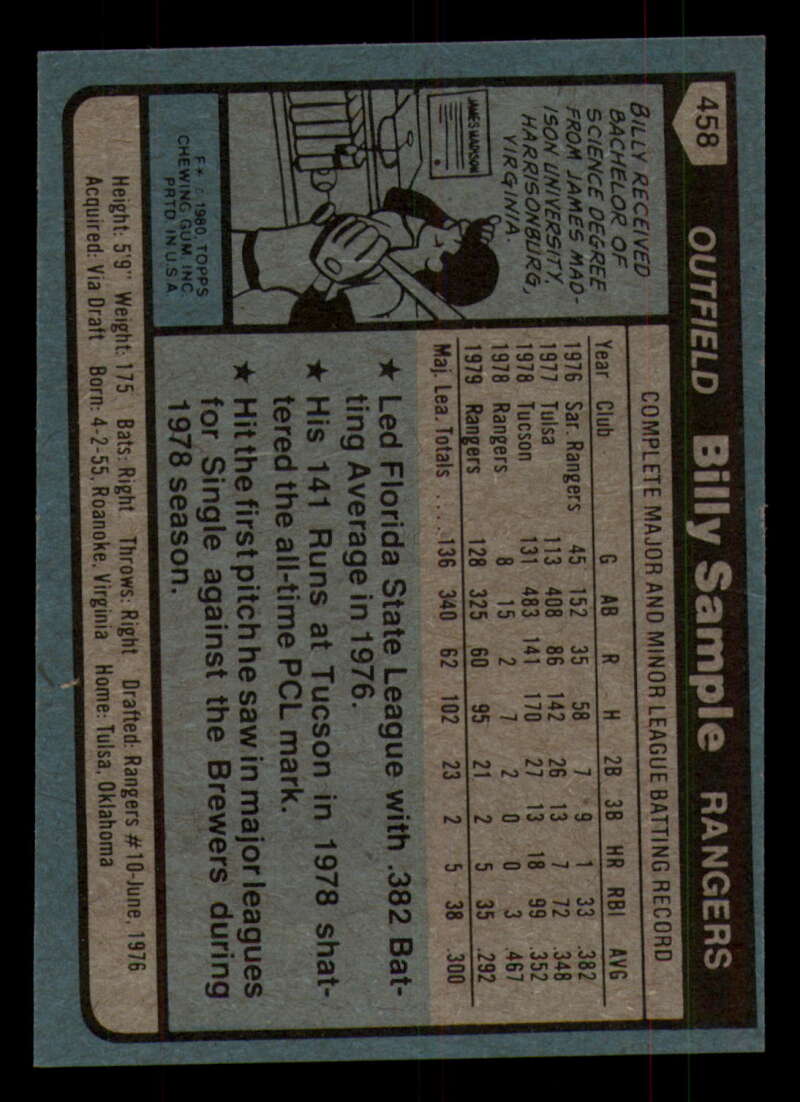 458
OUTFIELD Billy Sample RANGERS
BILLY RECEIVED
BACHELOR OF
SCIENCE DEGREE
FROM JAMES MAD-
ISON UNIVERSITY,
HARRISONBURG,
VIRGINIA.
JAMES MADISON
COMPLETE MAJOR AND MINOR LEAGUE BATTING RECORD
Year Club G AB R H 2B 3B HR RBI AVG
1976 Sar. Rangers 45 152 35 58 7 9 1 33 .382
1977 Tulsa 113 408 86 142 26 13 7 72 .348
1978 Tucson 131 483 141 170 27 13 18 99 .352
1978 Rangers 8 15 2 7 2 0 0 3 .467
1979 Rangers 128 325 60 95 21 2 5 35 .292
Maj. Lea. Totals ..... 136 340 62 102 23 2 5 38 .300
★ Led Florida State League with .382 Bat-
ting Average in 1976.
★ His 141 Runs at Tucson in 1978 shat-
tered the all-time PCL mark.
★ Hit the first pitch he saw in major leagues
for Single against the Brewers during
1978 season.
F* © 1980 TOPPS
CHEWING GUM INC.
PRTD. IN U.S.A.
Height: 5'9" Weight: 175 Bats: Right Throws: Right Drafted: Rangers #10-June, 1976
Acquired: Via Draft Born: 4-2-55, Roanoke, Virginia Home: Tulsa, Oklahoma